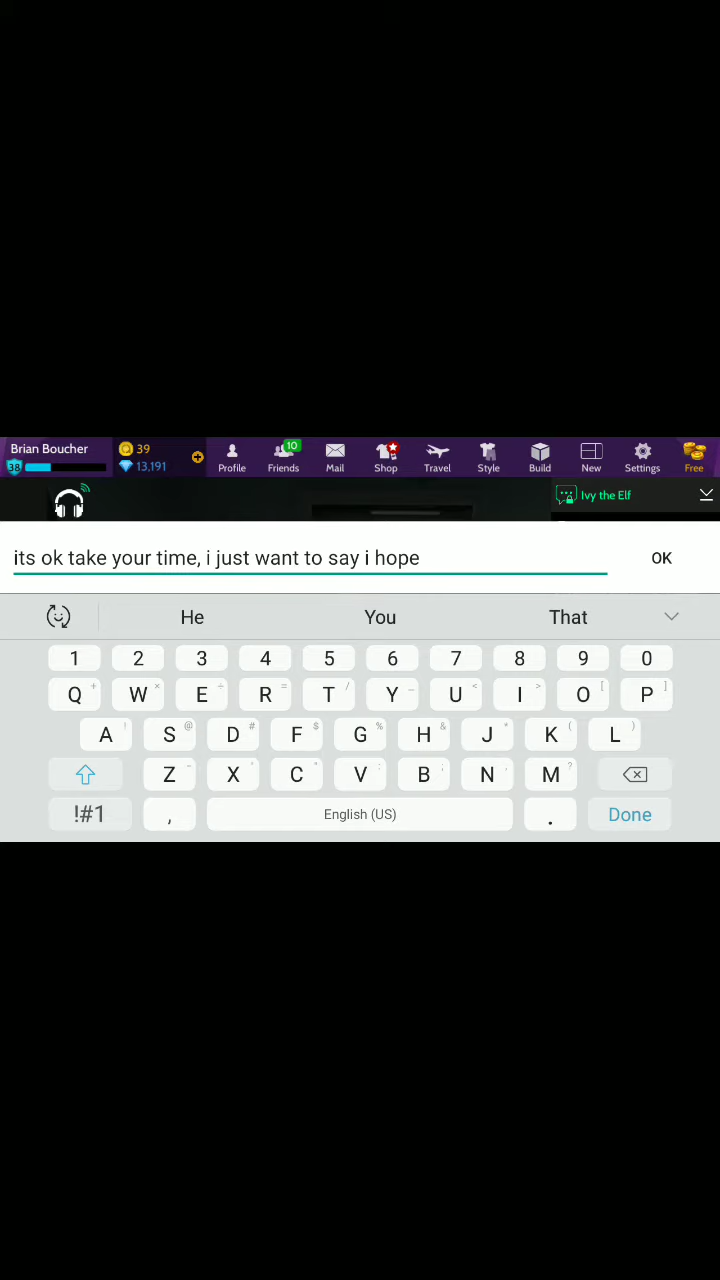 Brian Boucher
38
39
13,191
Profile
10
Friends
Mail
Shop
Travel
Style
Build
New
Settings
Free
Ivy the Elf
its ok take your time, i just want to say i hope
OK
He You That
1 2 3 4 5 6 7 8 9 0
Q + W × E ÷ R = T / Y _ U < I > O [ P ]
A ! S @ D # F $ G % H & J * K ( L )
Z - X ' C " V : B ; N , M ?
!#1 , English (US) . Done